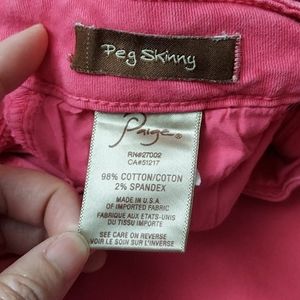 Peg Skinny
Paige®
RN#27002
CA#51217
98% COTTON/COTON
2% SPANDEX
MADE IN U.S.A.
OF IMPORTED FABRIC
FABRIQUE AUX ETATS-UNIS
DU TISSU IMPORTE
SEE CARE ON REVERSE
VOIR LE SOIN SUR L'INVERS